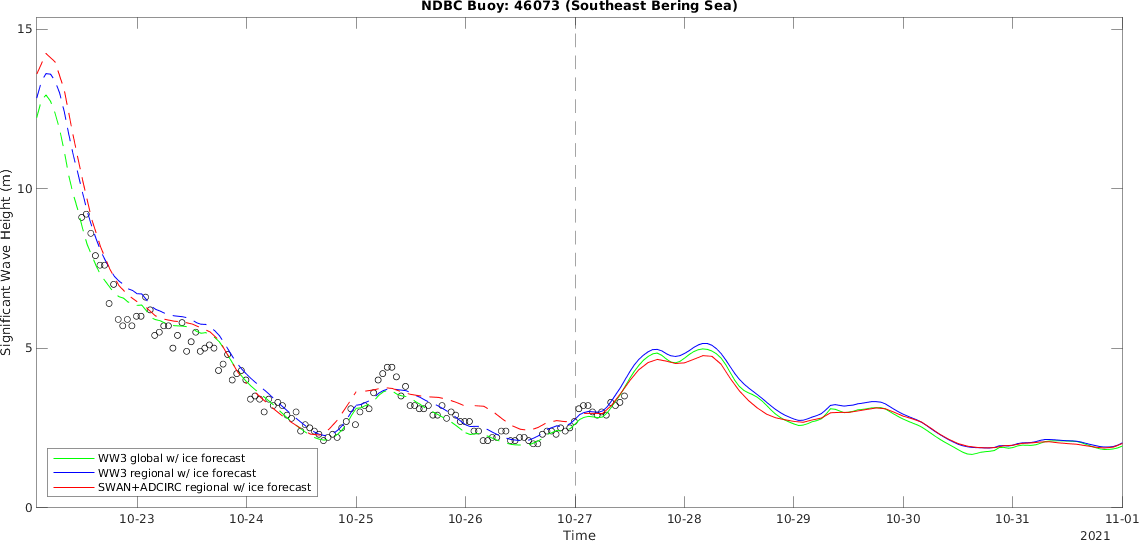 NDBC Buoy: 46073 (Southeast Bering Sea)
Significant Wave Height (m)
15
10
5
0
WW3 global w/ ice forecast
WW3 regional w/ ice forecast
SWAN+ADCIRC regional w/ ice forecast
10-23 10-24 10-25 10-26 10-27 10-28 10-29 10-30 10-31 11-01
Time
2021